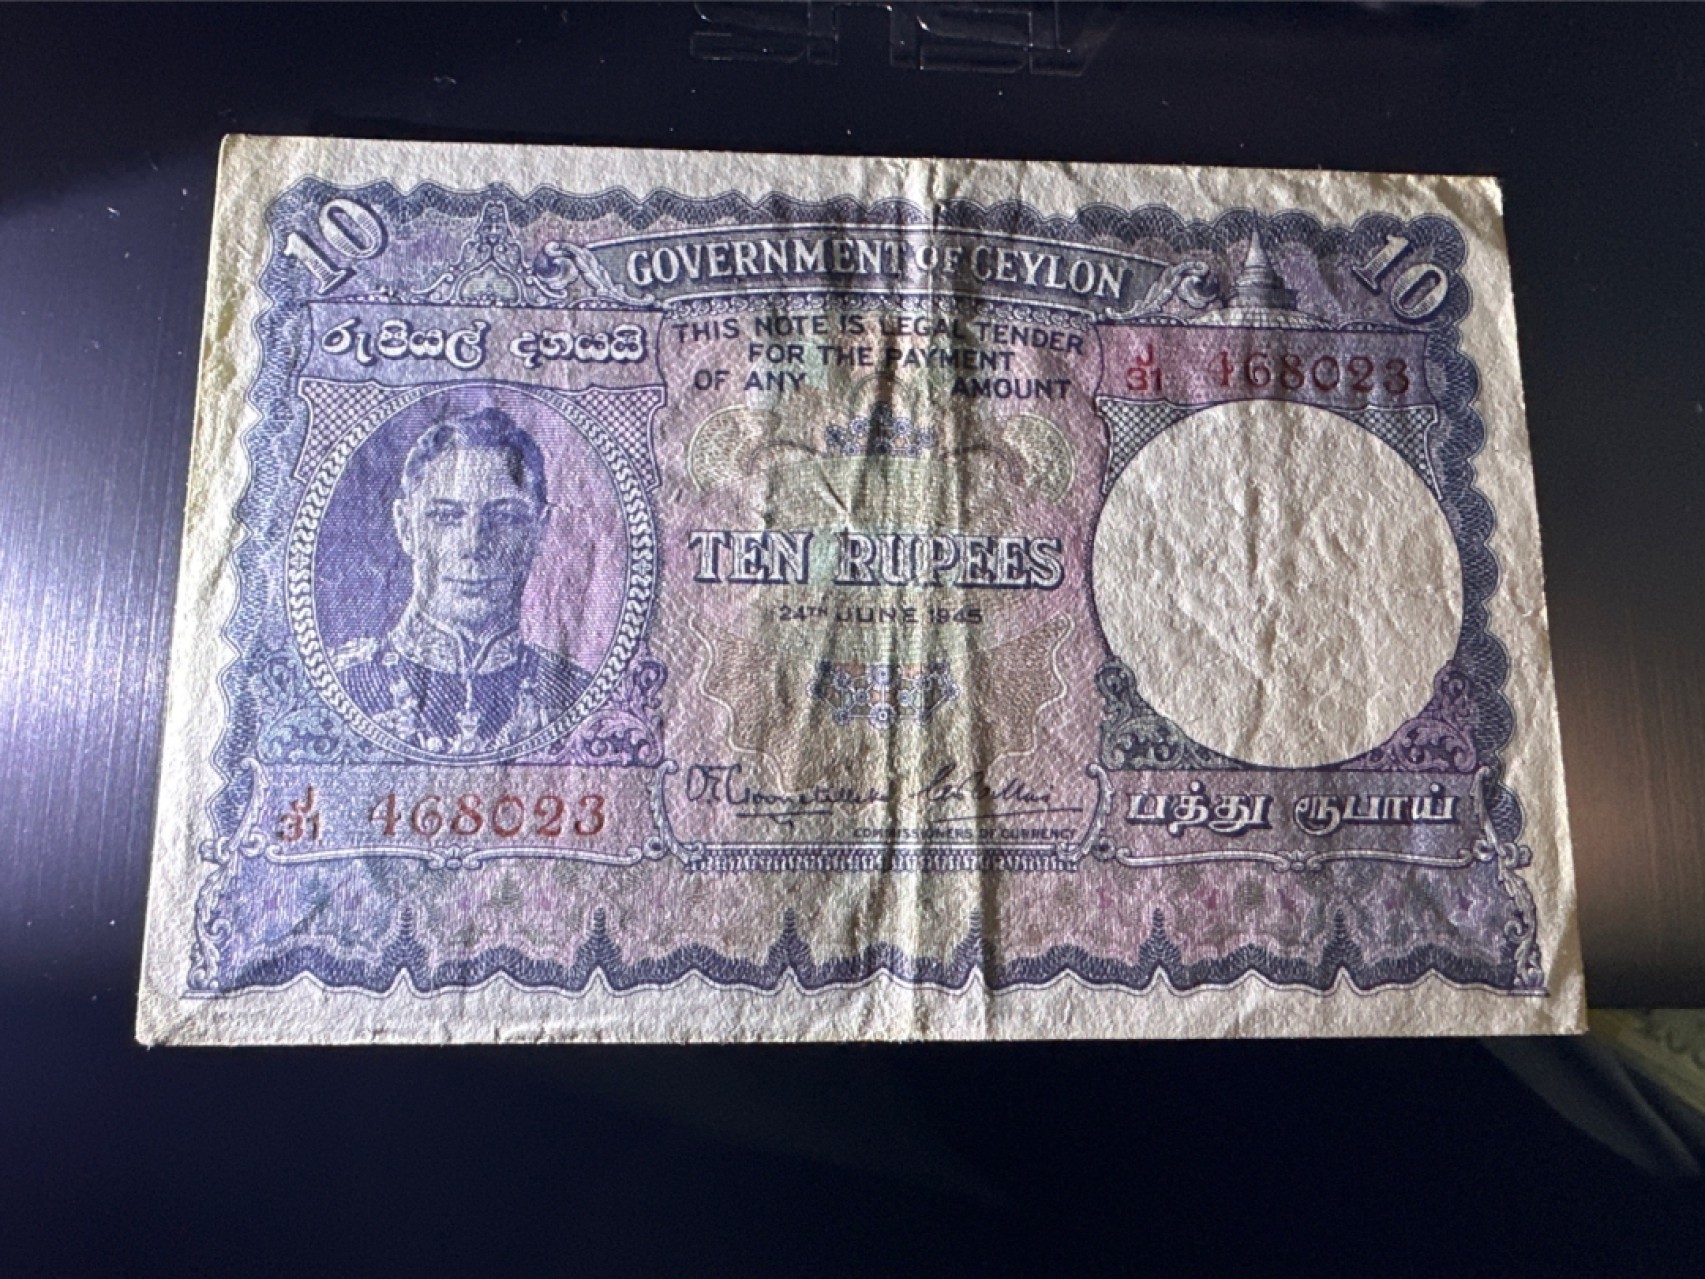 ASUS
10
GOVERNMENT OF CEYLON
10
රුපියල් දහයයි
THIS NOTE IS LEGAL TENDER
FOR THE PAYMENT
OF ANY AMOUNT
J/31 468023
TEN RUPEES
24TH JUNE 1945
J/31 468023
COMMISSIONERS OF CURRENCY
பத்து ரூபாய்